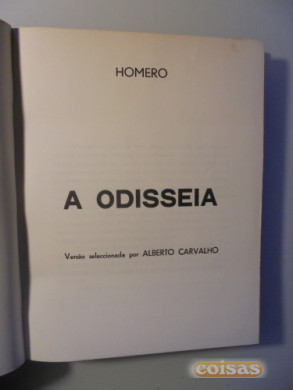 HOMERO
A ODISSEIA
Versão seleccionada por ALBERTO CARVALHO
coisas